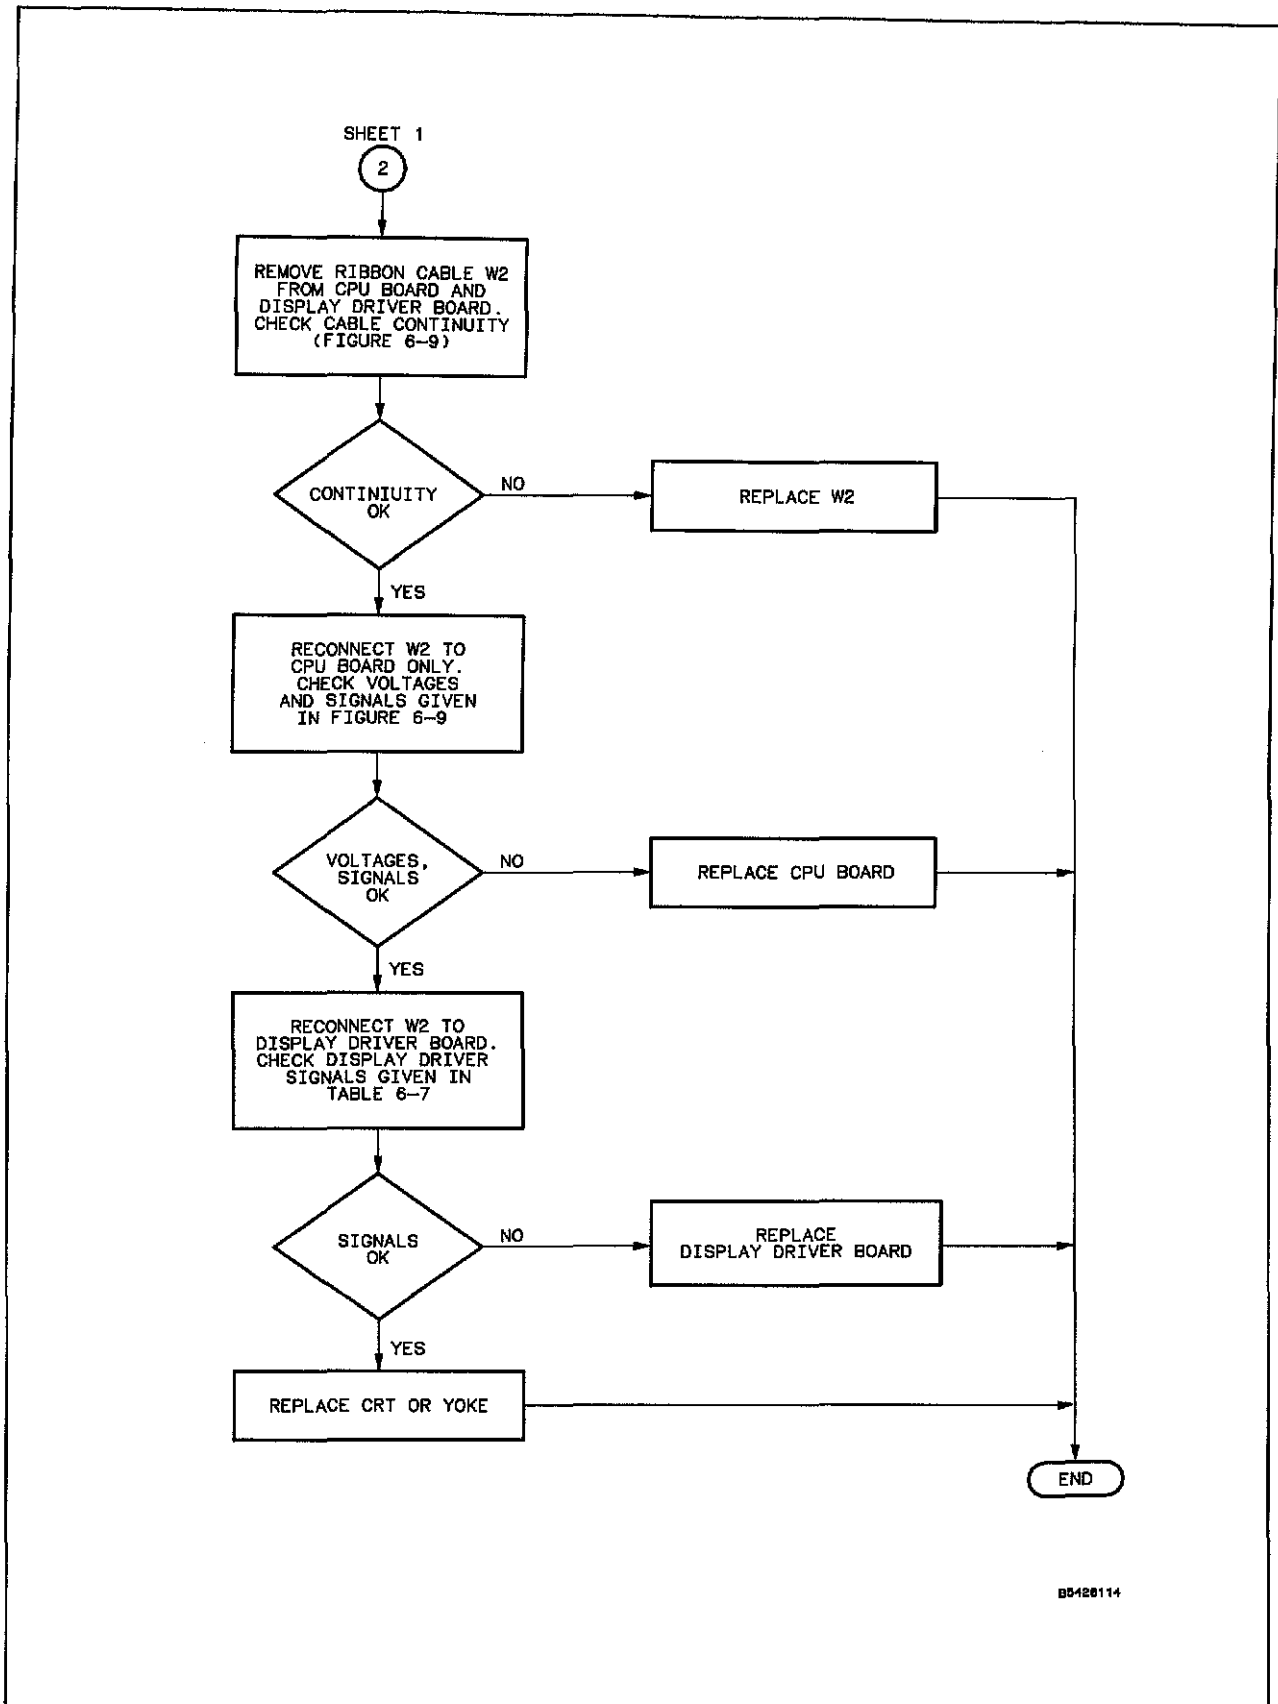 SHEET 1
2
REMOVE RIBBON CABLE W2
FROM CPU BOARD AND
DISPLAY DRIVER BOARD.
CHECK CABLE CONTINUITY
(FIGURE 6-9)
CONTINIUITY
OK
NO
REPLACE W2
YES
RECONNECT W2 TO
CPU BOARD ONLY.
CHECK VOLTAGES
AND SIGNALS GIVEN
IN FIGURE 6-9
VOLTAGES,
SIGNALS
OK
NO
REPLACE CPU BOARD
YES
RECONNECT W2 TO
DISPLAY DRIVER BOARD.
CHECK DISPLAY DRIVER
SIGNALS GIVEN IN
TABLE 6-7
SIGNALS
OK
NO
REPLACE
DISPLAY DRIVER BOARD
YES
REPLACE CRT OR YOKE
END